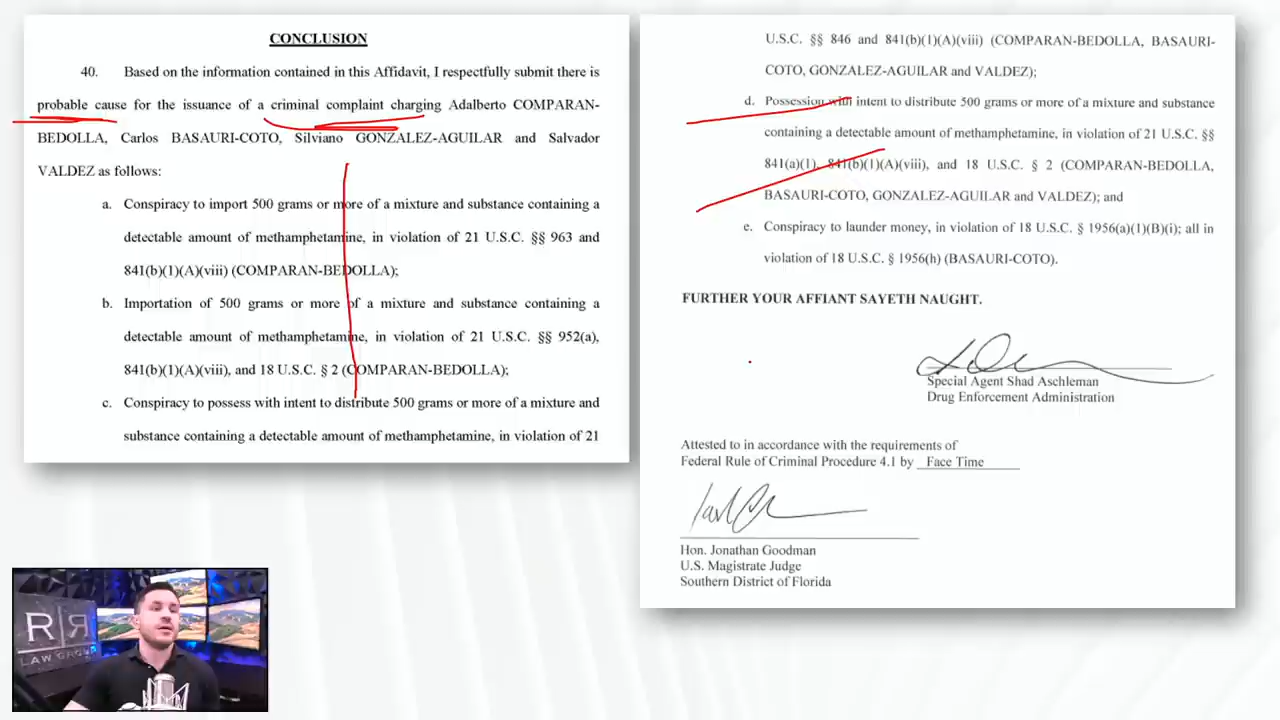 CONCLUSION
40. Based on the information contained in this Affidavit, I respectfully submit there is
probable cause for the issuance of a criminal complaint charging Adalberto COMPARAN-
BEDOLLA, Carlos BASAURI-COTO, Silviano GONZALEZ-AGUILAR and Salvador
VALDEZ as follows:
a. Conspiracy to import 500 grams or more of a mixture and substance containing a
detectable amount of methamphetamine, in violation of 21 U.S.C. §§ 963 and
841(b)(1)(A)(viii) (COMPARAN-BEDOLLA);
b. Importation of 500 grams or more of a mixture and substance containing a
detectable amount of methamphetamine, in violation of 21 U.S.C. §§ 952(a),
841(b)(1)(A)(viii), and 18 U.S.C. § 2 (COMPARAN-BEDOLLA);
c. Conspiracy to possess with intent to distribute 500 grams or more of a mixture and
substance containing a detectable amount of methamphetamine, in violation of 21
U.S.C. §§ 846 and 841(b)(1)(A)(viii) (COMPARAN-BEDOLLA, BASAURI-
COTO, GONZALEZ-AGUILAR and VALDEZ);
d. Possession with intent to distribute 500 grams or more of a mixture and substance
containing a detectable amount of methamphetamine, in violation of 21 U.S.C. §§
841(a)(1), 841(b)(1)(A)(viii), and 18 U.S.C. § 2 (COMPARAN-BEDOLLA,
BASAURI-COTO, GONZALEZ-AGUILAR and VALDEZ); and
e. Conspiracy to launder money, in violation of 18 U.S.C. § 1956(a)(1)(B)(i); all in
violation of 18 U.S.C. § 1956(h) (BASAURI-COTO).
FURTHER YOUR AFFIANT SAYETH NAUGHT.
Special Agent Shad Aschleman
Drug Enforcement Administration
Attested to in accordance with the requirements of
Federal Rule of Criminal Procedure 4.1 by Face Time
Hon. Jonathan Goodman
U.S. Magistrate Judge
Southern District of Florida
R|R
LAW GROUP